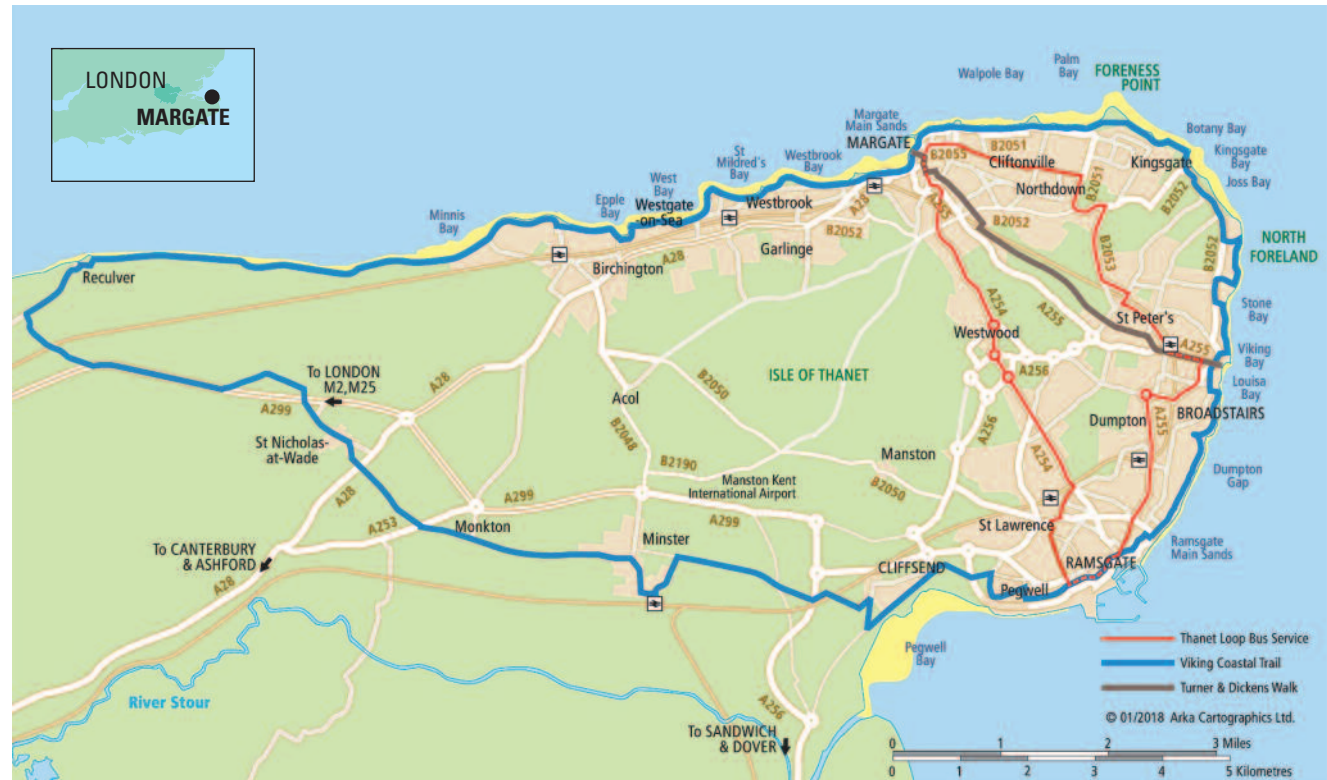 LONDON
MARGATE
Walpole Bay
Palm
Bay
FORENESS
POINT
Margate
Main Sands
MARGATE
Botany Bay
Kingsgate
Bay
Joss Bay
B2055
B2051
Cliftonville
Kingsgate
B2051
Northdown
B2052
B2052
B2053
B2052
NORTH
FORELAND
St
Mildred's
Bay
Westbrook
Bay
West
Bay
Epple
Bay
Westgate
-on-Sea
Westbrook
Minnis
Bay
A28
B2052
Garlinge
A28
Birchington
A255
Reculver
Stone
Bay
St Peter's
A254
A255
Westwood
A255
Viking
Bay
A256
Louisa
Bay
BROADSTAIRS
ISLE OF THANET
To LONDON
M2,M25
A28
B2050
Acol
A299
Dumpton
A255
A256
St Nicholas-
at-Wade
B2048
Manston
A254
Dumpton
Gap
B2190
Manston Kent
International Airport
B2050
A28
A299
A299
A253
Monkton
Minster
St Lawrence
Ramsgate
Main Sands
To CANTERBURY
& ASHFORD
A28
CLIFFSEND
RAMSGATE
Pegwell
Pegwell
Bay
River Stour
A256
To SANDWICH
& DOVER
Thanet Loop Bus Service
Viking Coastal Trail
Turner & Dickens Walk
© 01/2018 Arka Cartographics Ltd.
0 1 2 3 Miles
0 1 2 3 4 5 Kilometres